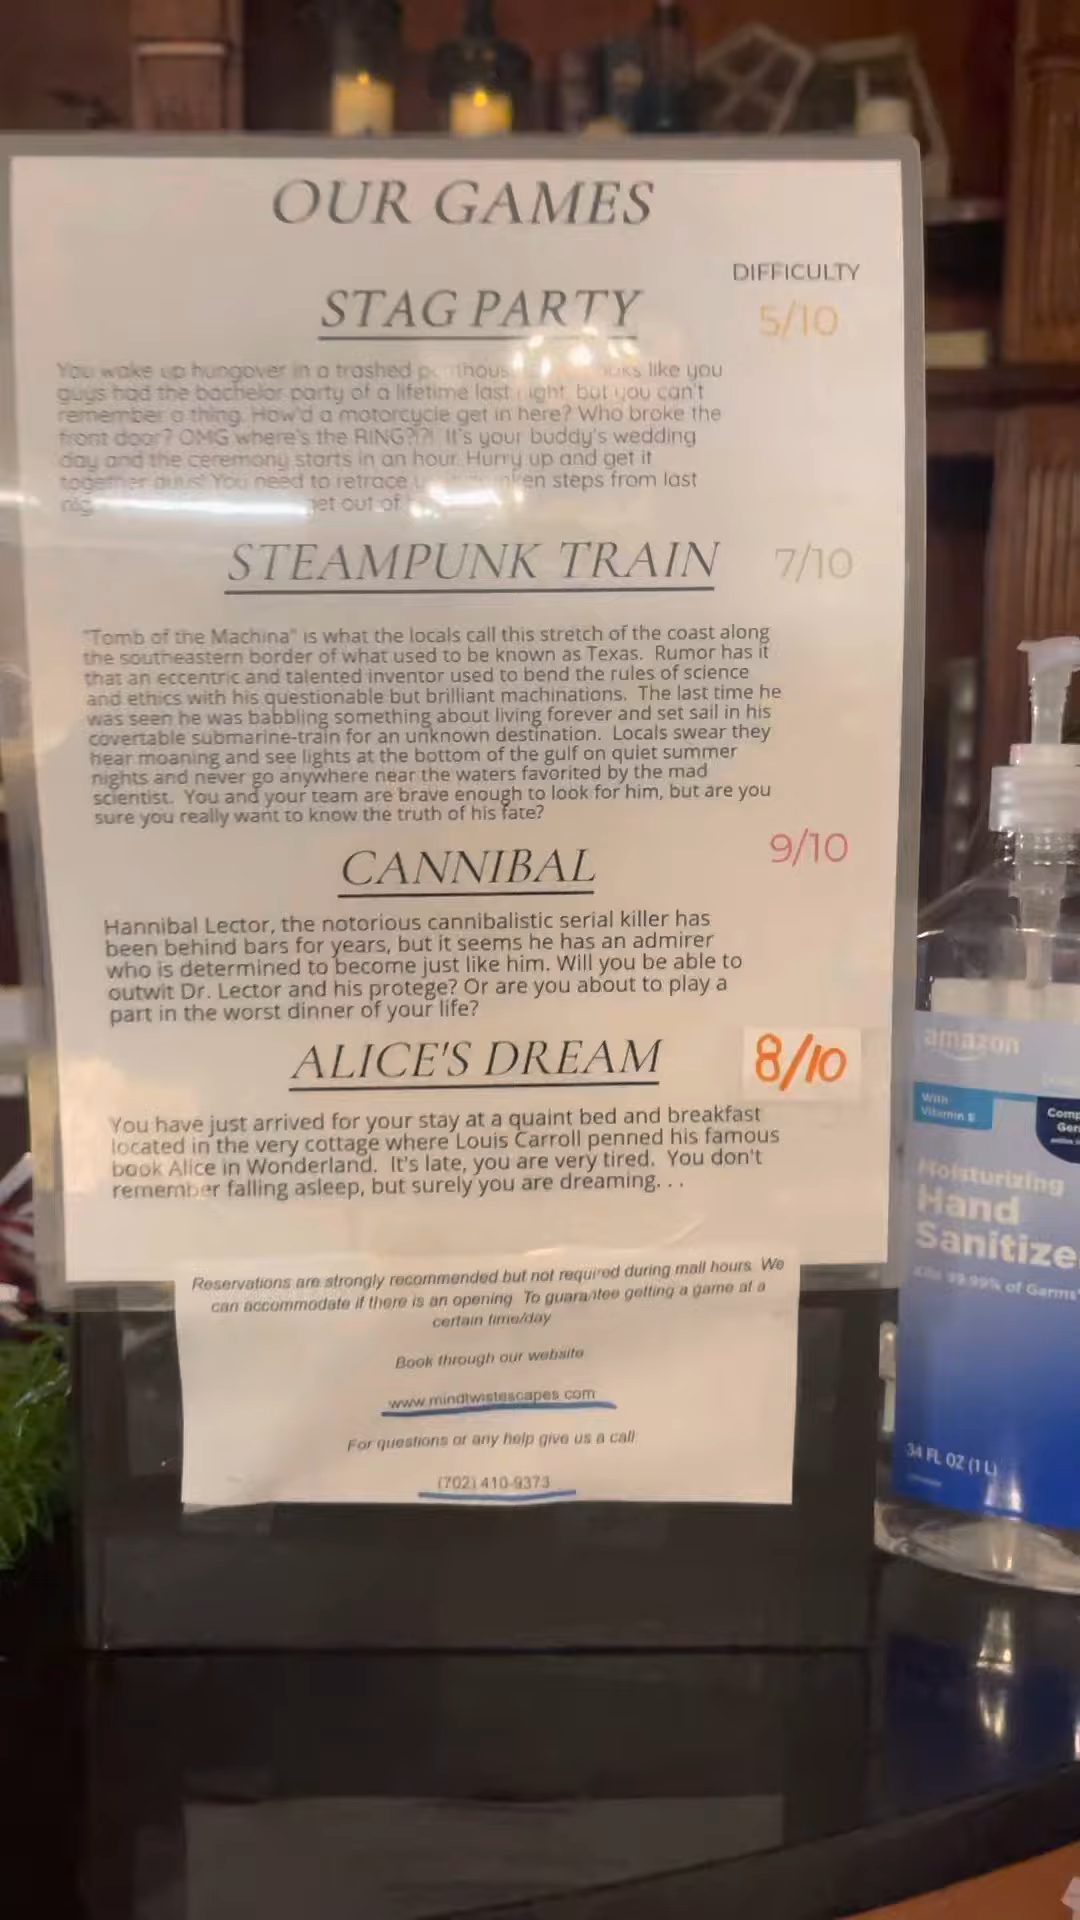 OUR GAMES
DIFFICULTY
STAG PARTY
5/10
You woke up hungover in a trashed like you
guys had the bachelor party of a lifetime last night, but you can't
remember a thing. How'd a motorcycle get in here? Who broke the
front door? OMG where's the RING?!?! It's your buddy's wedding
day and the ceremony starts in an hour. Hurry up and get it
together guys! You need to retrace steps from last
get out of
STEAMPUNK TRAIN
7/10
"Tomb of the Machina" is what the locals call this stretch of the coast along
the southeastern border of what used to be known as Texas. Rumor has it
that an eccentric and talented inventor used to bend the rules of science
and ethics with his questionable but brilliant machinations. The last time he
was seen he was babbling something about living forever and set sail in his
covertable submarine-train for an unknown destination. Locals swear they
hear moaning and see lights at the bottom of the gulf on quiet summer
nights and never go anywhere near the waters favorited by the mad
scientist. You and your team are brave enough to look for him, but are you
sure you really want to know the truth of his fate?
CANNIBAL
9/10
Hannibal Lector, the notorious cannibalistic serial killer has
been behind bars for years, but it seems he has an admirer
who is determined to become just like him. Will you be able to
outwit Dr. Lector and his protege? Or are you about to play a
part in the worst dinner of your life?
ALICE'S DREAM
8/10
You have just arrived for your stay at a quaint bed and breakfast
located in the very cottage where Louis Carroll penned his famous
book Alice in Wonderland. It's late, you are very tired. You don't
remember falling asleep, but surely you are dreaming. . .
Reservations are strongly recommended but not required during mall hours. We
can accommodate if there is an opening. To guarantee getting a game at a
certain time/day
Book through our website
www.mindtwistescapes.com
For questions or any help give us a call:
(702) 410-9373
amazon
With
Vitamin E
Moisturizing
Hand
Sanitize
Kills 99.99% of Germs*
34 FL OZ (1 L)